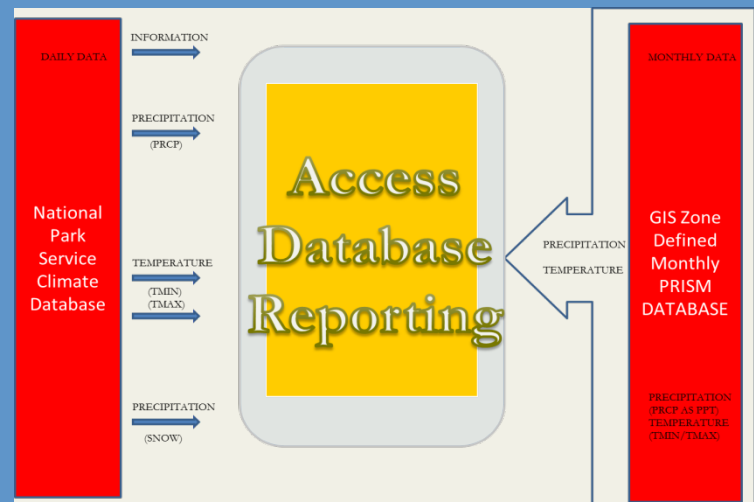 DAILY DATA
National
Park
Service
Climate
Database
INFORMATION
PRECIPITATION
(PRCP)
TEMPERATURE
(TMIN)
(TMAX)
PRECIPITATION
(SNOW)
Access
Database
Reporting
PRECIPITATION
TEMPERATURE
MONTHLY DATA
GIS Zone
Defined
Monthly
PRISM
DATABASE
PRECIPITATION
(PRCP AS PPT)
TEMPERATURE
(TMIN/TMAX)